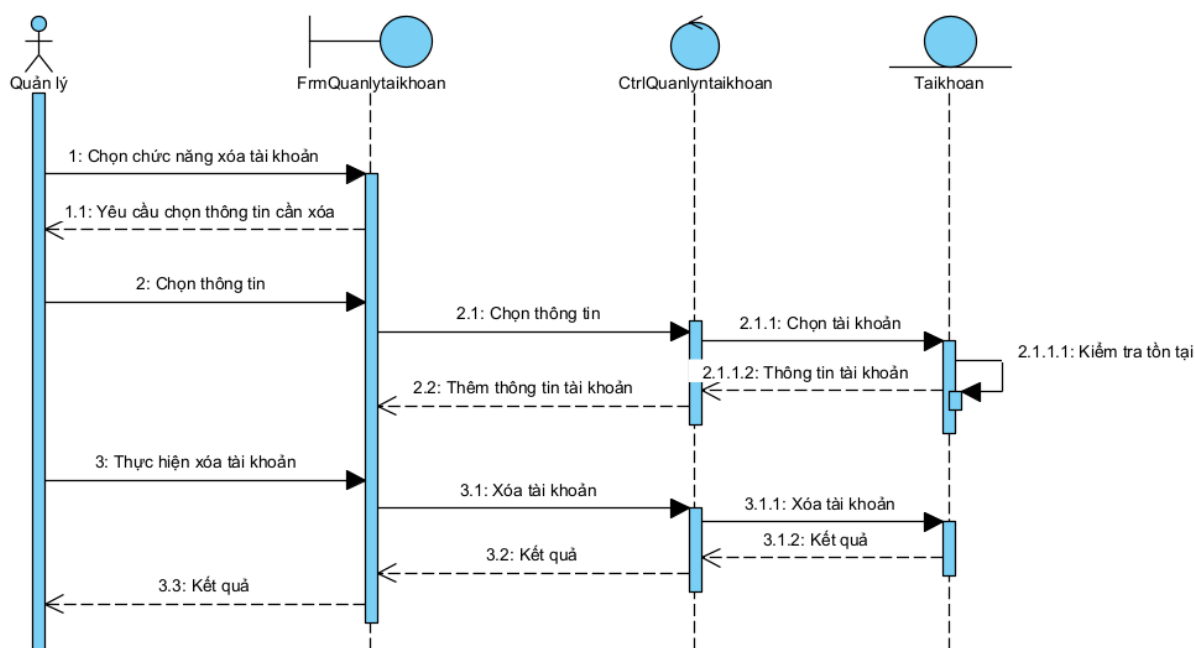 Quản lý
FrmQuanlytaikhoan
CtrlQuanlyntaikhoan
Taikhoan
1: Chọn chức năng xóa tài khoản
1.1: Yêu cầu chọn thông tin cần xóa
2: Chọn thông tin
2.1: Chọn thông tin
2.1.1: Chọn tài khoản
2.1.1.1: Kiểm tra tồn tại
2.1.1.2: Thông tin tài khoản
2.2: Thêm thông tin tài khoản
3: Thực hiện xóa tài khoản
3.1: Xóa tài khoản
3.1.1: Xóa tài khoản
3.1.2: Kết quả
3.2: Kết quả
3.3: Kết quả